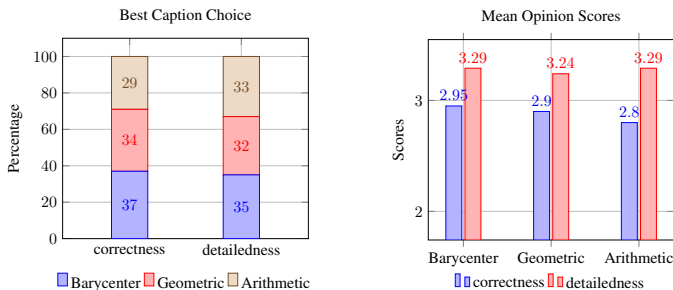 Best Caption Choice
Percentage
100
80
60
40
20
0
29
33
34
32
37
35
correctness detailedness
Barycenter Geometric Arithmetic
Mean Opinion Scores
Scores
3
2
2.95 3.29 2.9 3.24 2.8 3.29
Barycenter Geometric Arithmetic
correctness detailedness